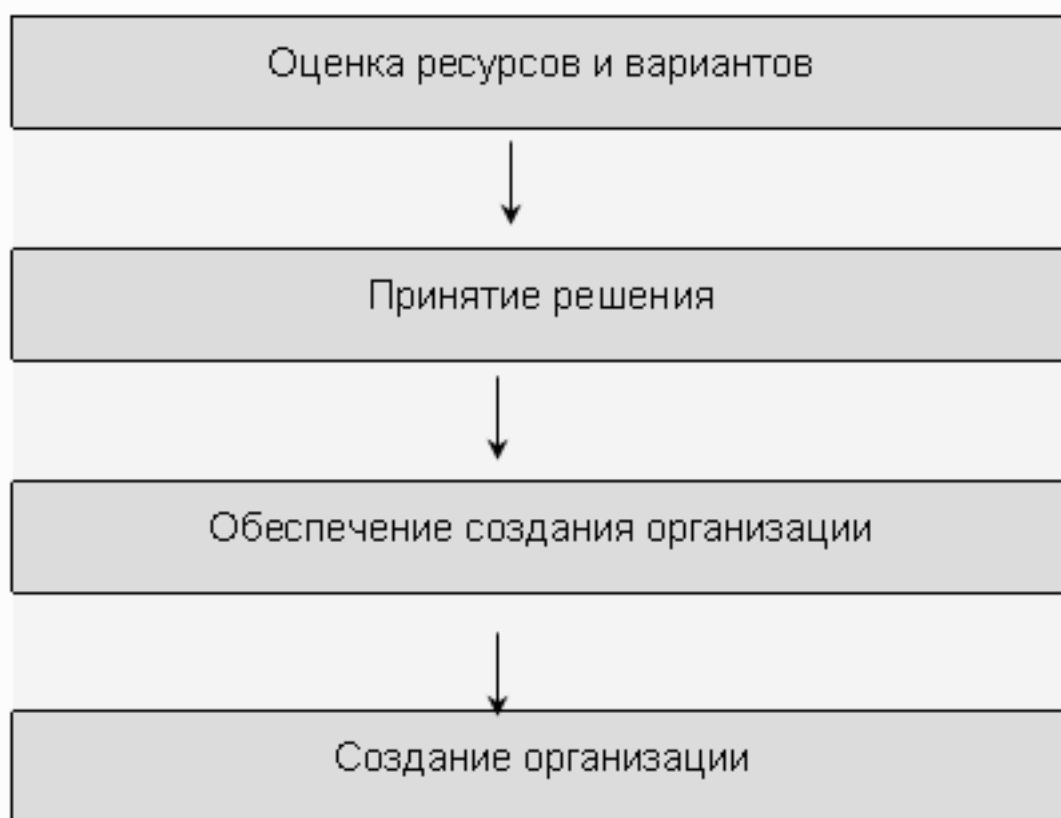 Оценка ресурсов и вариантов
Принятие решения
Обеспечение создания организации
Создание организации